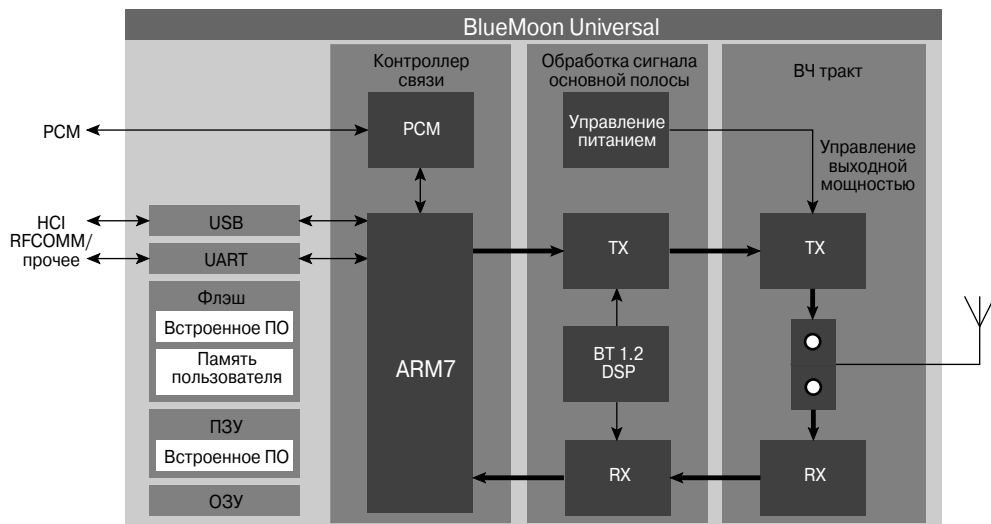 BlueMoon Universal
Контроллер
связи
Обработка сигнала
основной полосы
ВЧ тракт
PCM
PCM
Управление
питанием
Управление
выходной
мощностью
HCI
RFCOMM/
прочее
USB
UART
TX
TX
Флэш
Встроенное ПО
Память
пользователя
ARM7
BT 1.2
DSP
ПЗУ
Встроенное ПО
ОЗУ
RX
RX